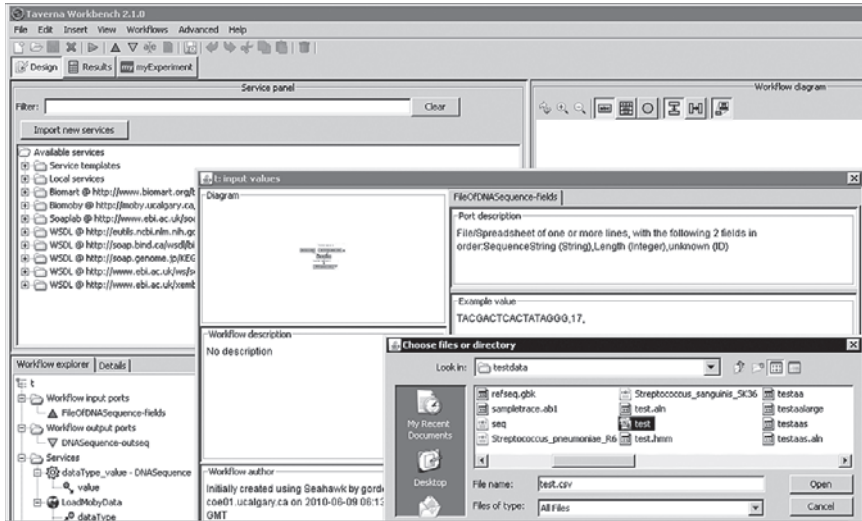 Taverna Workbench 2.1.0
File Edit Insert View Workflows Advanced Help
Design Results my myExperiment
Service panel
Workflow diagram
Filter:
Clear
Import new services
Available services
Service templates
Local services
Biomart @ http://www.biomart.org/b
Biomoby @ http://moby.ucalgary.ca,
Soaplab @ http://www.ebi.ac.uk/soa
WSDL @ http://eutils.ncbi.nlm.nih.go
WSDL @ http://soap.bind.ca/wsdl/bi
WSDL @ http://soap.genome.jp/KEG
WSDL @ http://www.ebi.ac.uk/ws/s
WSDL @ http://www.ebi.ac.uk/xemb
t: input values
Diagram
FileOfDNASequence-fields
Port description
File/Spreadsheet of one or more lines, with the following 2 fields in
order:SequenceString (String),Length (Integer),unknown (ID)
Example value
TACGACTCACTATAGGG,17,
Workflow description
No description
Choose files or directory
Look in: testdata
My Recent
Documents
Desktop
refseq.gbk
sampletrace.ab1
seq
Streptococcus_pneumoniae_R6
Streptococcus_sanguinis_SK36
test.aln
test
test.hmm
testaa
testaalarge
testaas
testaas.aln
File name: test.csv Open
Files of type: All Files Cancel
Workflow explorer Details
t
Workflow input ports
FileOfDNASequence-fields
Workflow output ports
DNASequence-outseq
Services
dataType_value - DNASequence
value
LoadMobyData
dataType
Workflow author
Initially created using Seahawk by gord
coe01.ucalgary.ca on 2010-06-09 06:13
GMT